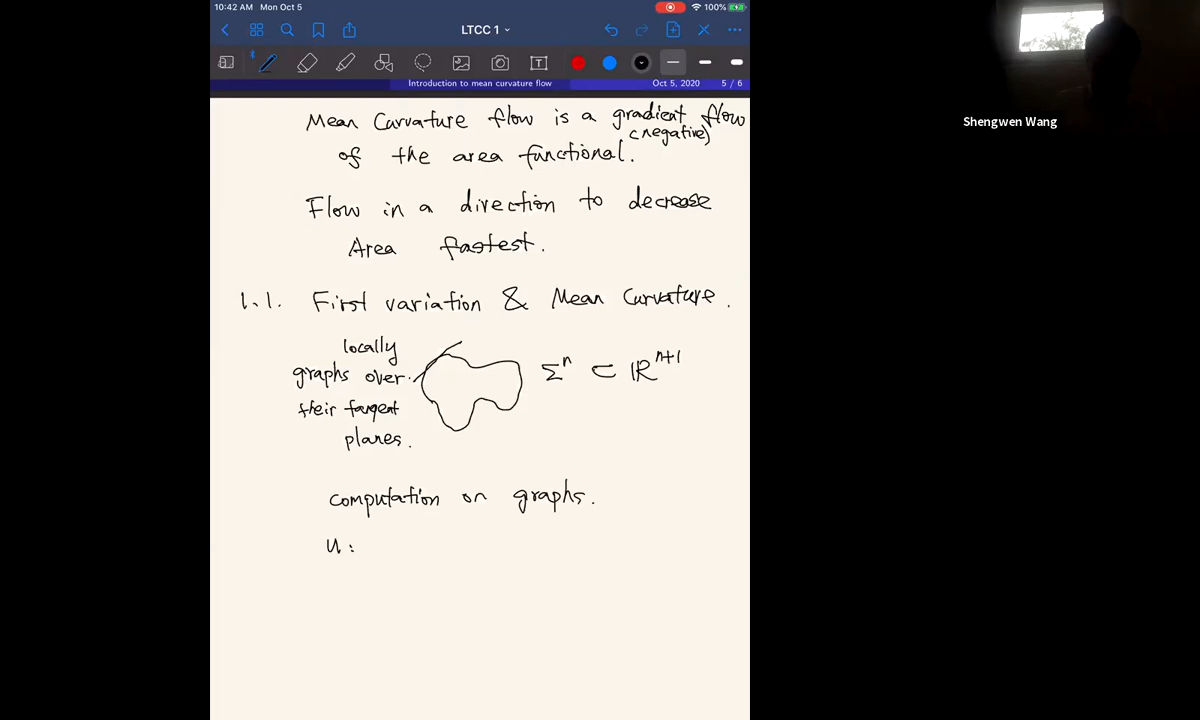 10:42 AM Mon Oct 5
100%
LTCC 1
Introduction to mean curvature flow Oct 5, 2020 5 / 6
Mean Curvature flow is a gradient flow
(negative)
of the area functional.
Flow in a direction to decrease
Area fastest.
1.1. First variation & Mean Curvature.
locally
graphs over
their tangent
planes.
Σⁿ ⊂ ℝⁿ⁺¹
computation on graphs.
u:
Shengwen Wang